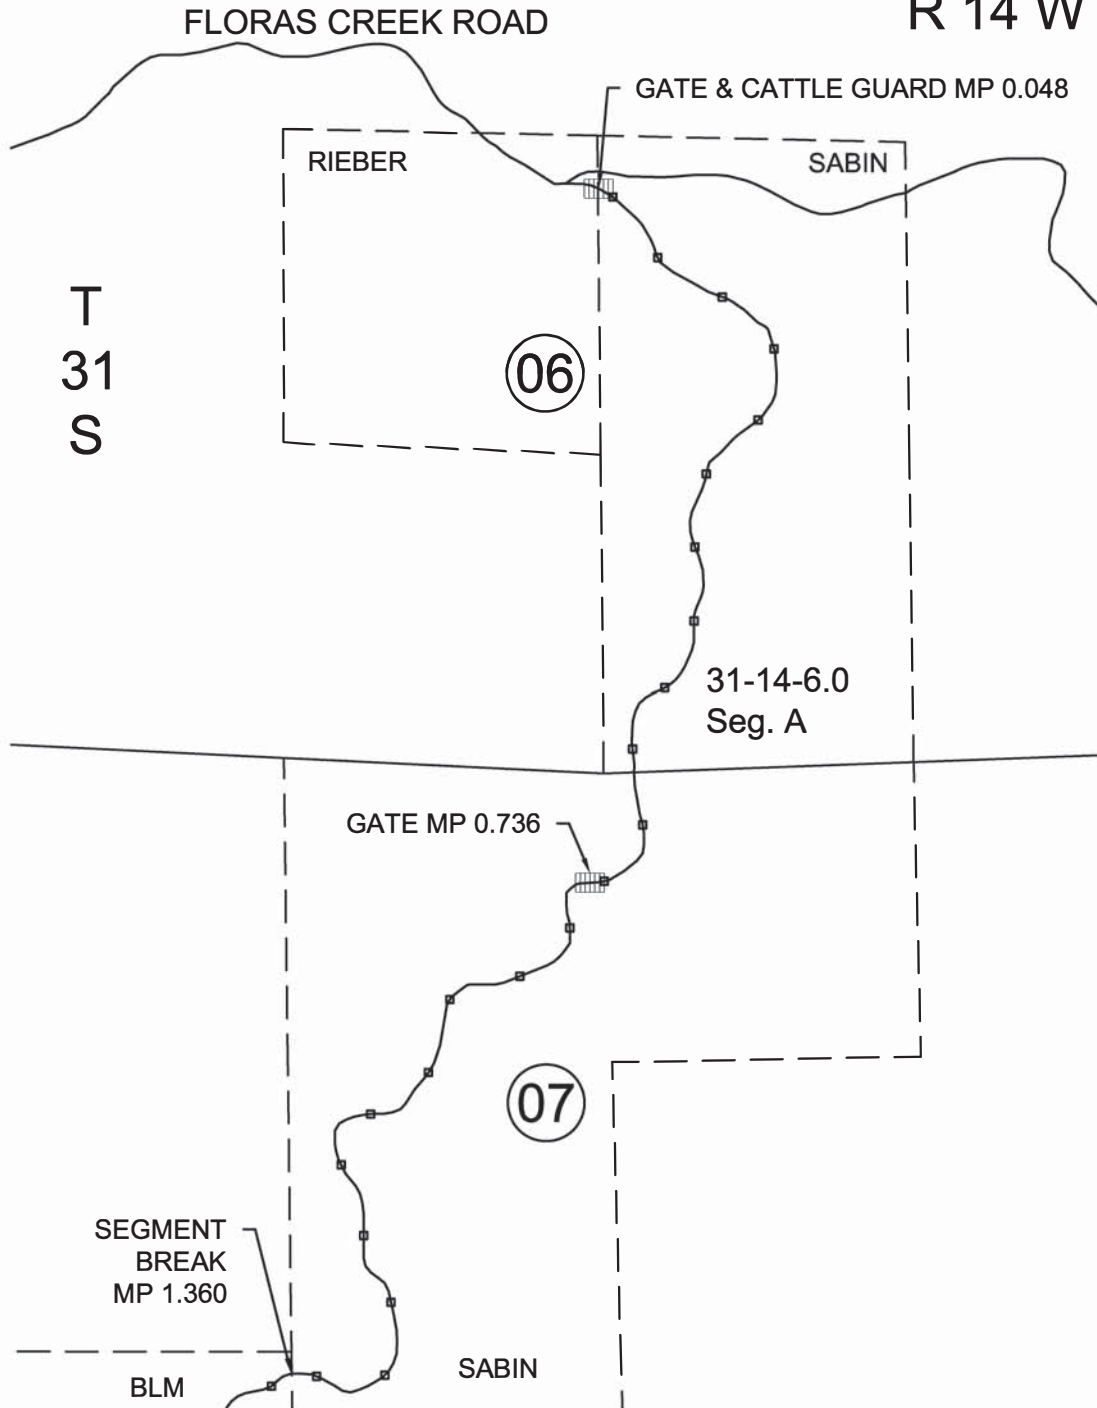 FLORAS CREEK ROAD
R 14 W
GATE & CATTLE GUARD MP 0.048
RIEBER
SABIN
T
31
S
06
31-14-6.0
Seg. A
GATE MP 0.736
07
SEGMENT
BREAK
MP 1.360
BLM
SABIN